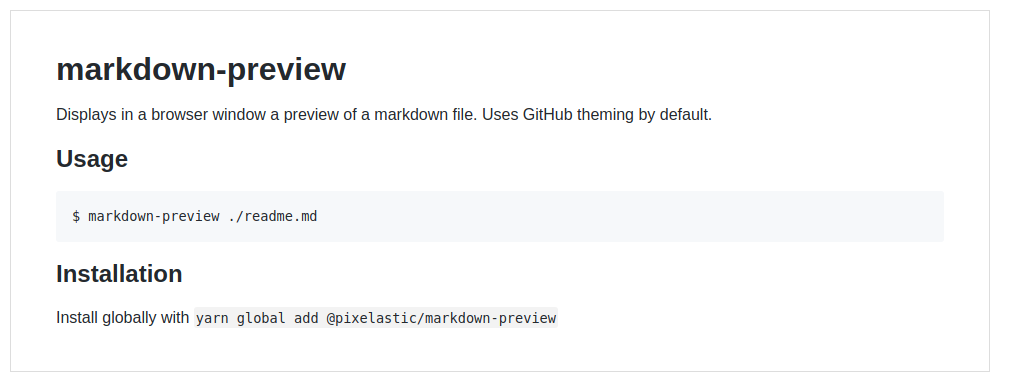 markdown-preview
Displays in a browser window a preview of a markdown file. Uses GitHub theming by default.
Usage
$ markdown-preview ./readme.md
Installation
Install globally with yarn global add @pixelastic/markdown-preview